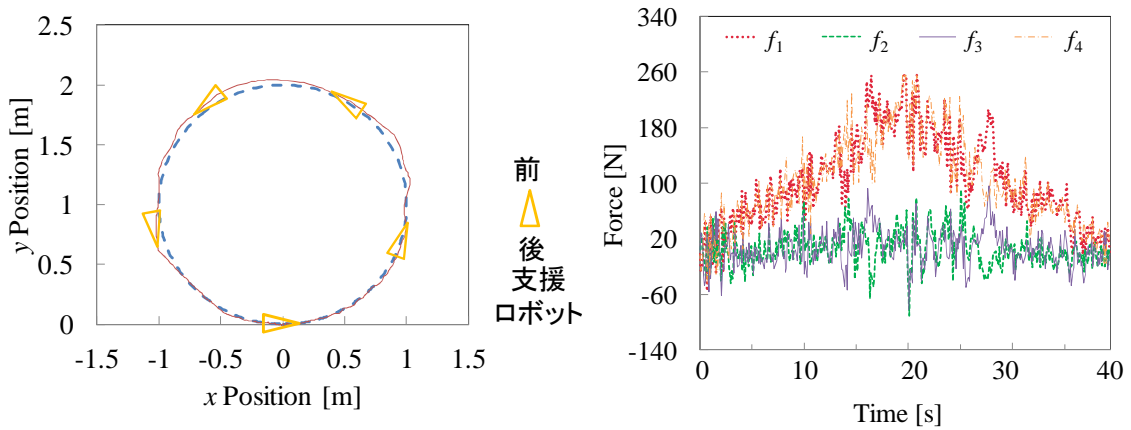 2.5
2
1.5
1
0.5
0
-1.5
-1
-0.5
0
0.5
1
1.5
y Position [m]
x Position [m]
前
後
支援
ロボット
f1
f2
f3
f4
340
260
180
100
20
-60
-140
0
10
20
30
40
Force [N]
Time [s]